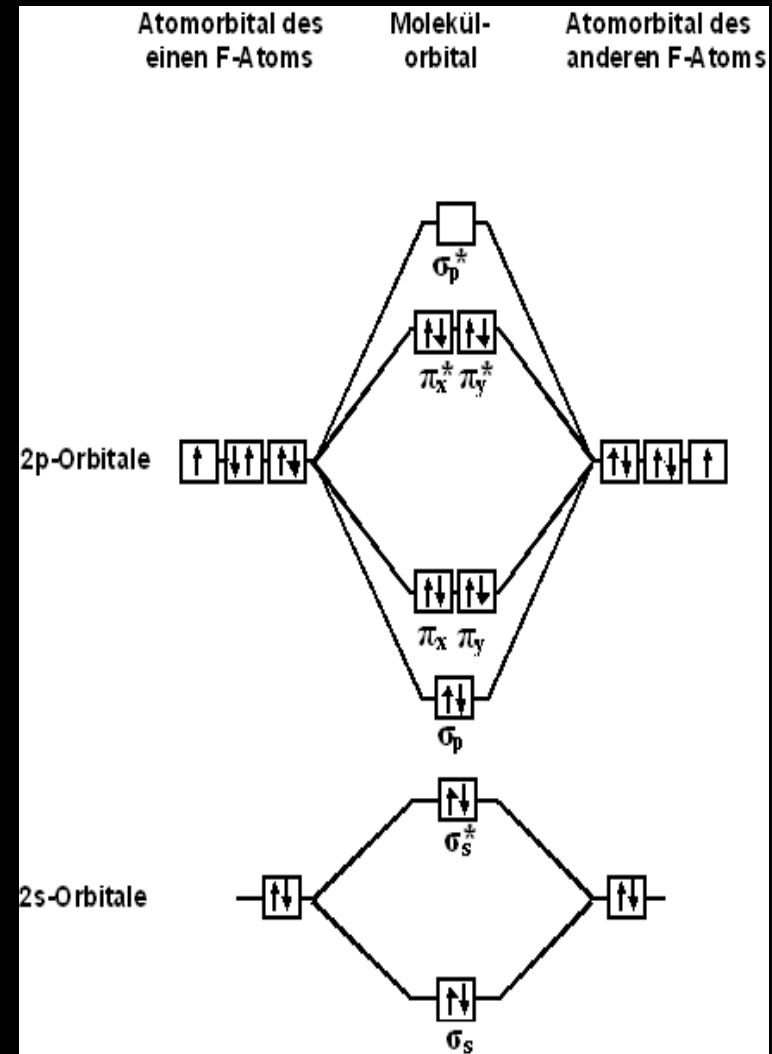 Atomorbital des
einen F-Atoms
Molekül-
orbital
Atomorbital des
anderen F-Atoms
σp*
πx* πy*
2p-Orbitale
πx πy
σp
σs*
2s-Orbitale
σs